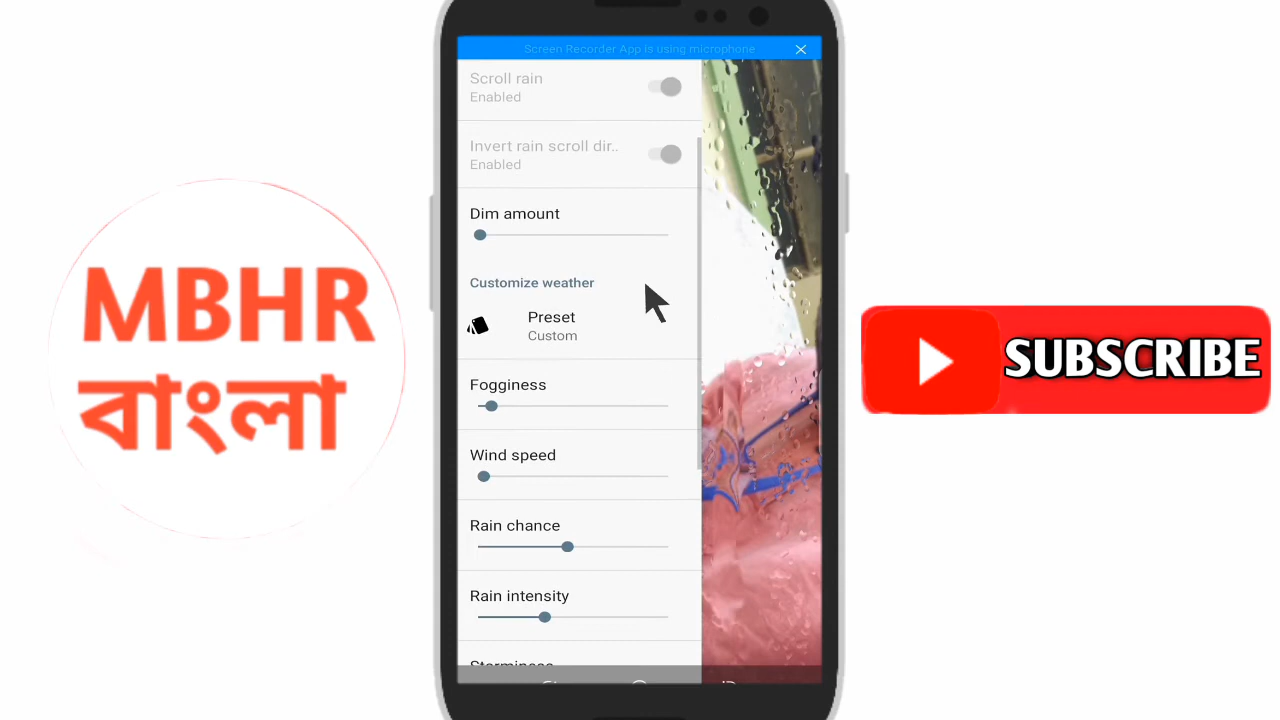 Screen Recorder App is using microphone
Scroll rain
Enabled
Invert rain scroll dir..
Enabled
Dim amount
Customize weather
Preset
Custom
Fogginess
Wind speed
Rain chance
Rain intensity
Storminess
MBHR
বাংলা
SUBSCRIBE